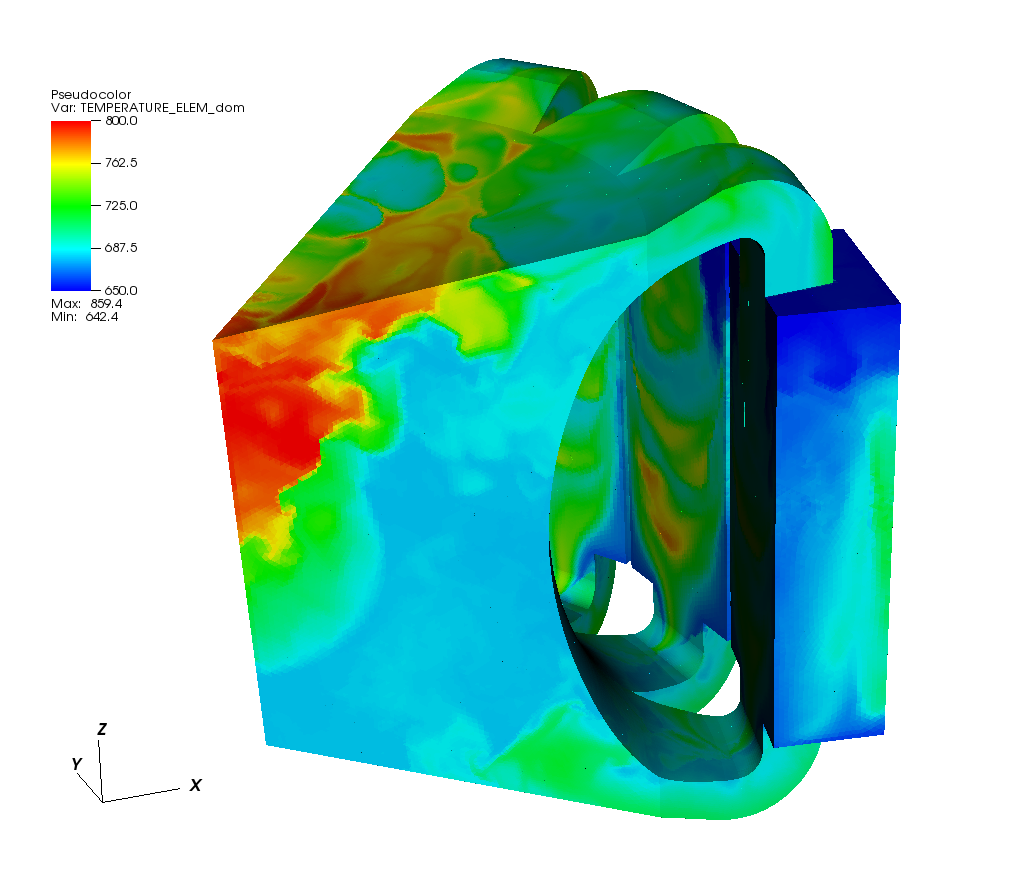 Pseudocolor
Var: TEMPERATURE_ELEM_dom
800.0
762.5
725.0
687.5
650.0
Max: 859.4
Min: 642.4
Z
Y
X